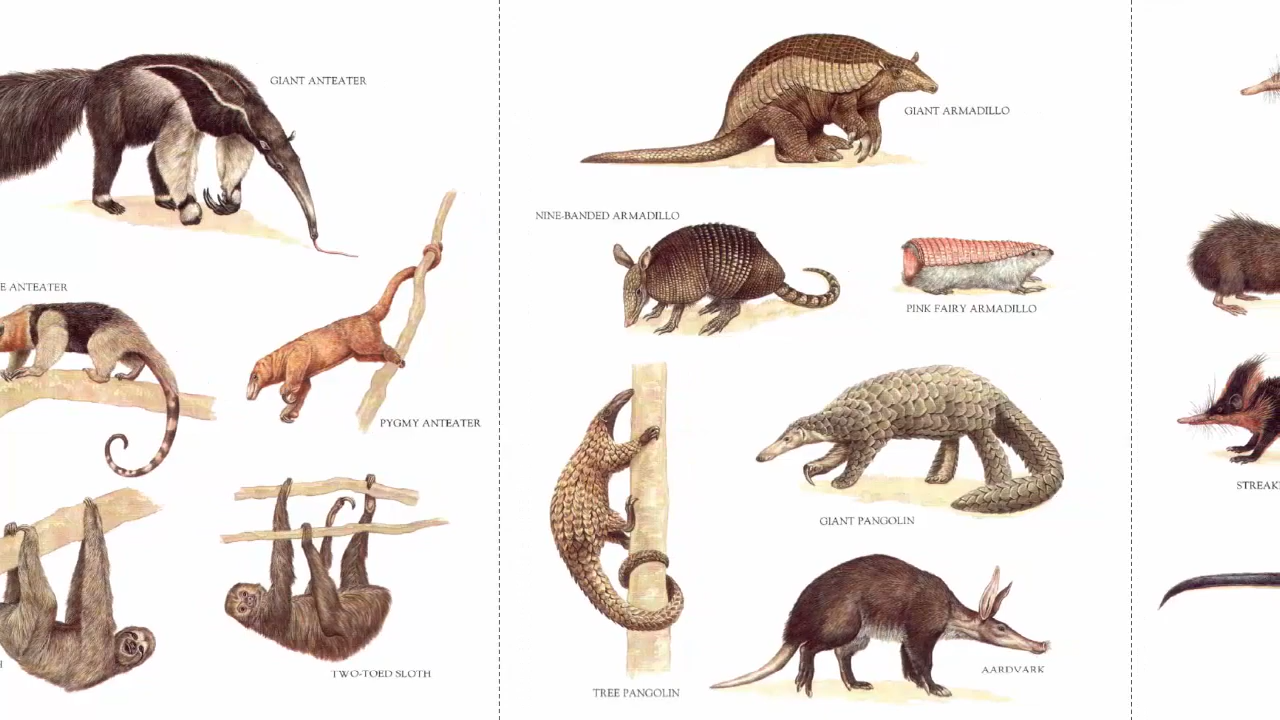 GIANT ANTEATER
E ANTEATER
PYGMY ANTEATER
TWO-TOED SLOTH
GIANT ARMADILLO
NINE-BANDED ARMADILLO
PINK FAIRY ARMADILLO
GIANT PANGOLIN
TREE PANGOLIN
AARDVARK
STREAK